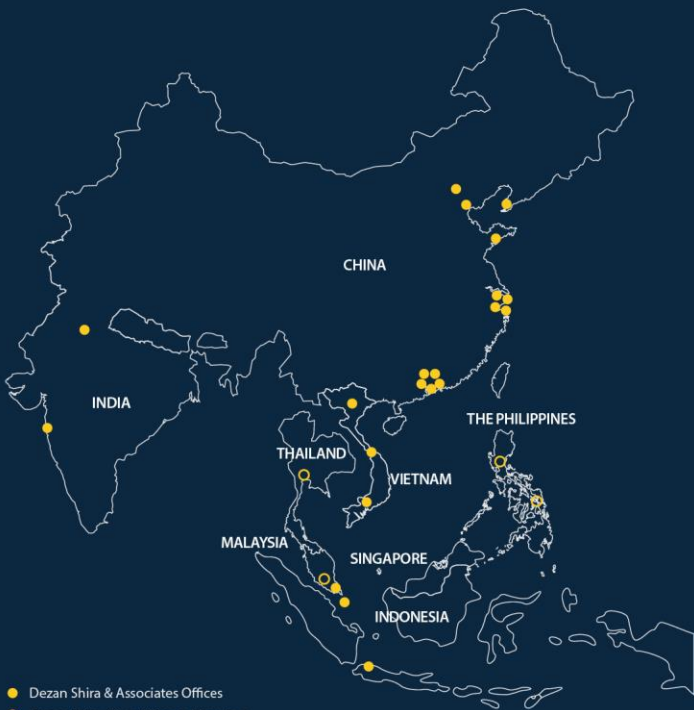 CHINA
INDIA
THE PHILIPPINES
THAILAND
VIETNAM
MALAYSIA
SINGAPORE
INDONESIA
Dezan Shira & Associates Offices